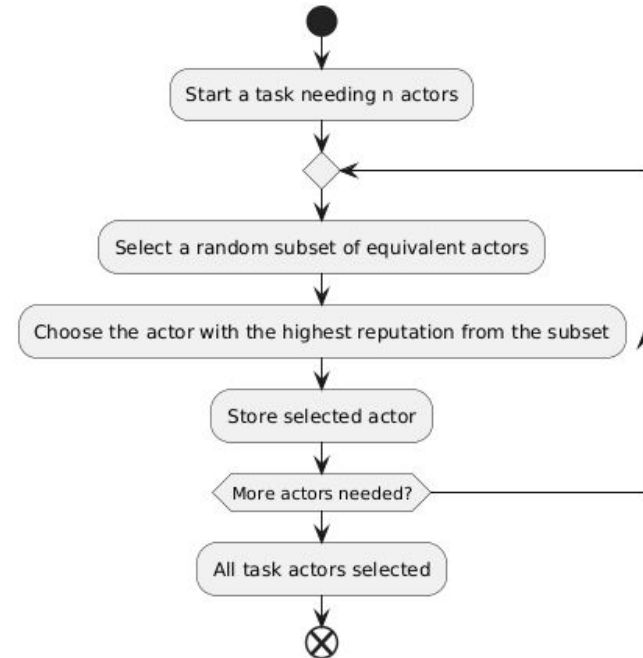 Start a task needing n actors
Select a random subset of equivalent actors
Choose the actor with the highest reputation from the subset
Store selected actor
More actors needed?
All task actors selected